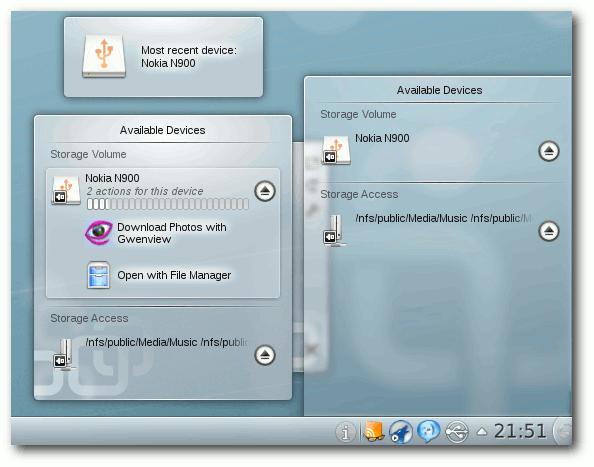 Most recent device:
Nokia N900
Available Devices
Storage Volume
Nokia N900
2 actions for this device
Download Photos with
Gwenview
Open with File Manager
Storage Access
/nfs/public/Media/Music /nfs/public
Available Devices
Storage Volume
Nokia N900
Storage Access
/nfs/public/Media/Music /nfs/public/M
21:51